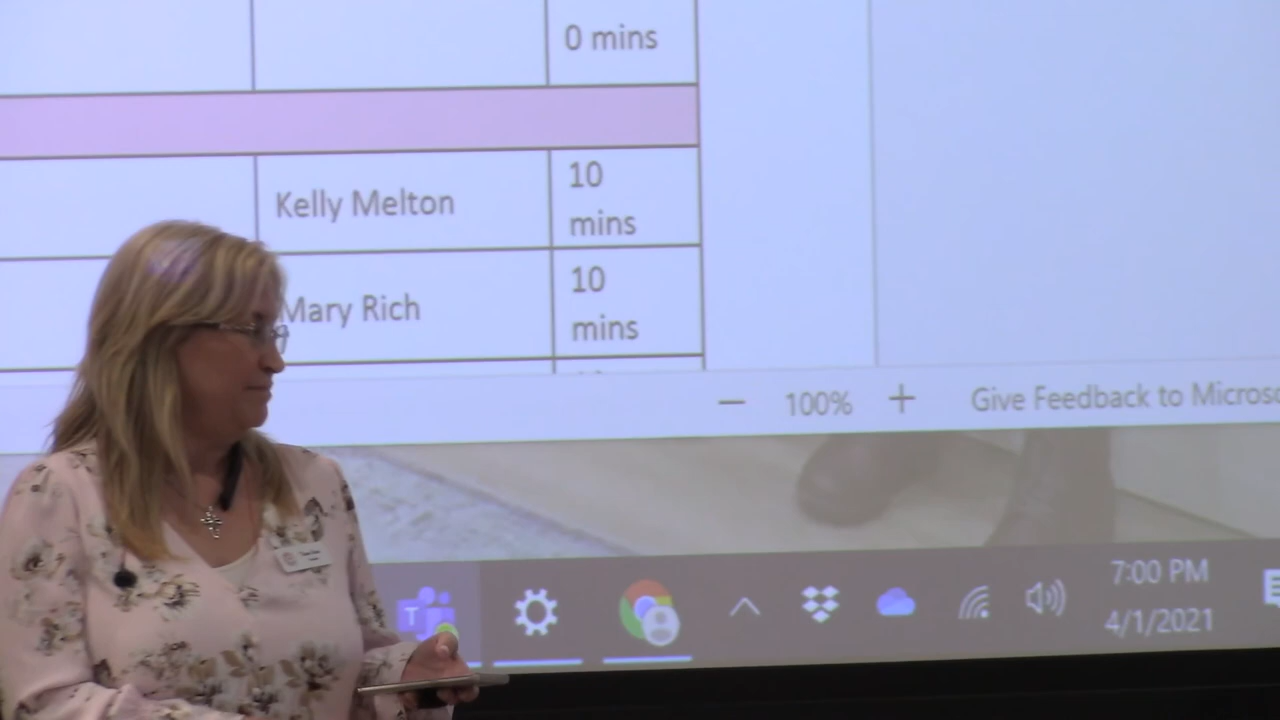 0 mins
Kelly Melton
10
mins
Mary Rich
10
mins
100%
Give Feedback to Microso
T
7:00 PM
4/1/2021